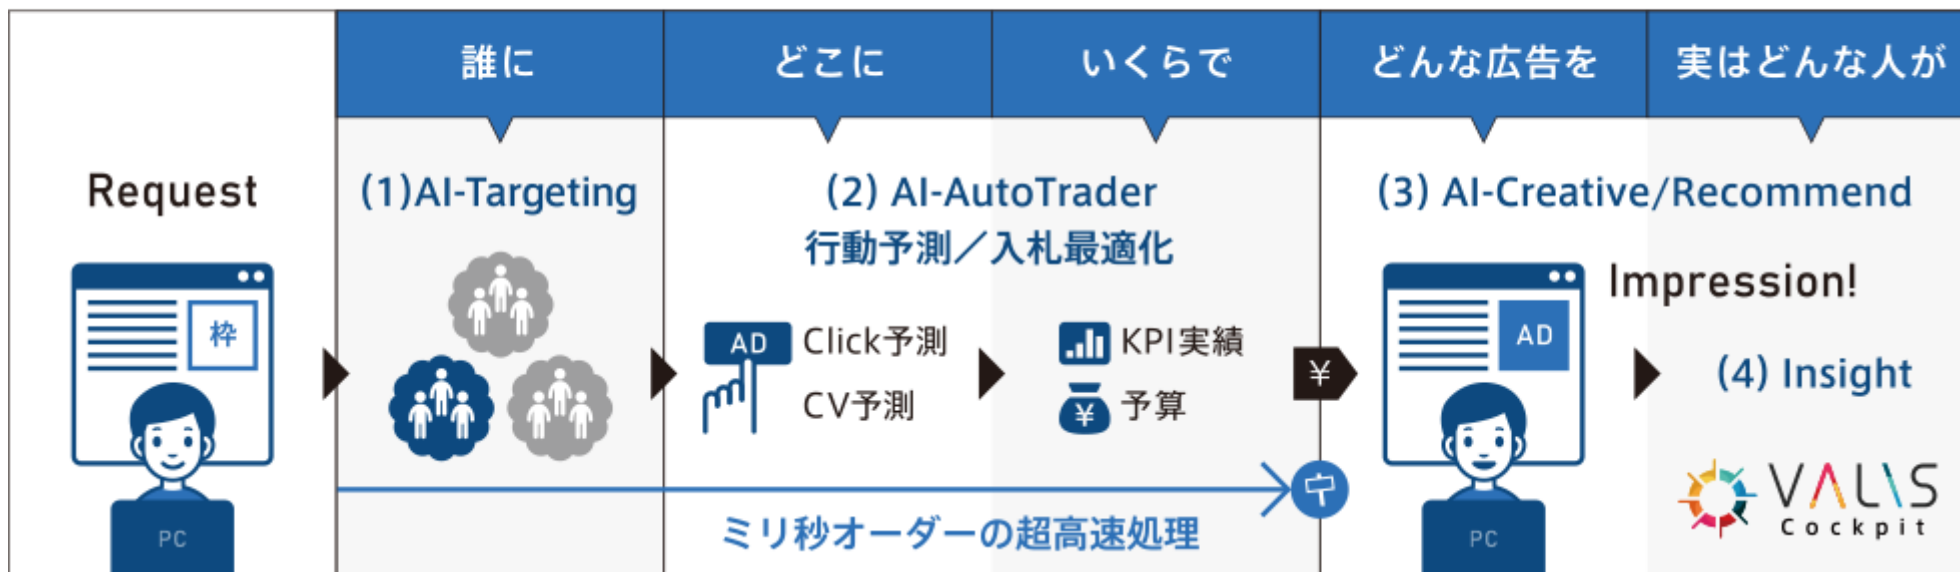 誰に
どこに
いくらで
どんな広告を
実はどんな人が
Request
(1)AI-Targeting
(2) AI-AutoTrader
行動予測／入札最適化
(3) AI-Creative/Recommend
枠
PC
AD
Click予測
CV予測
KPI実績
¥
予算
¥
AD
Impression!
(4) Insight
PC
VALIS
Cockpit
ミリ秒オーダーの超高速処理